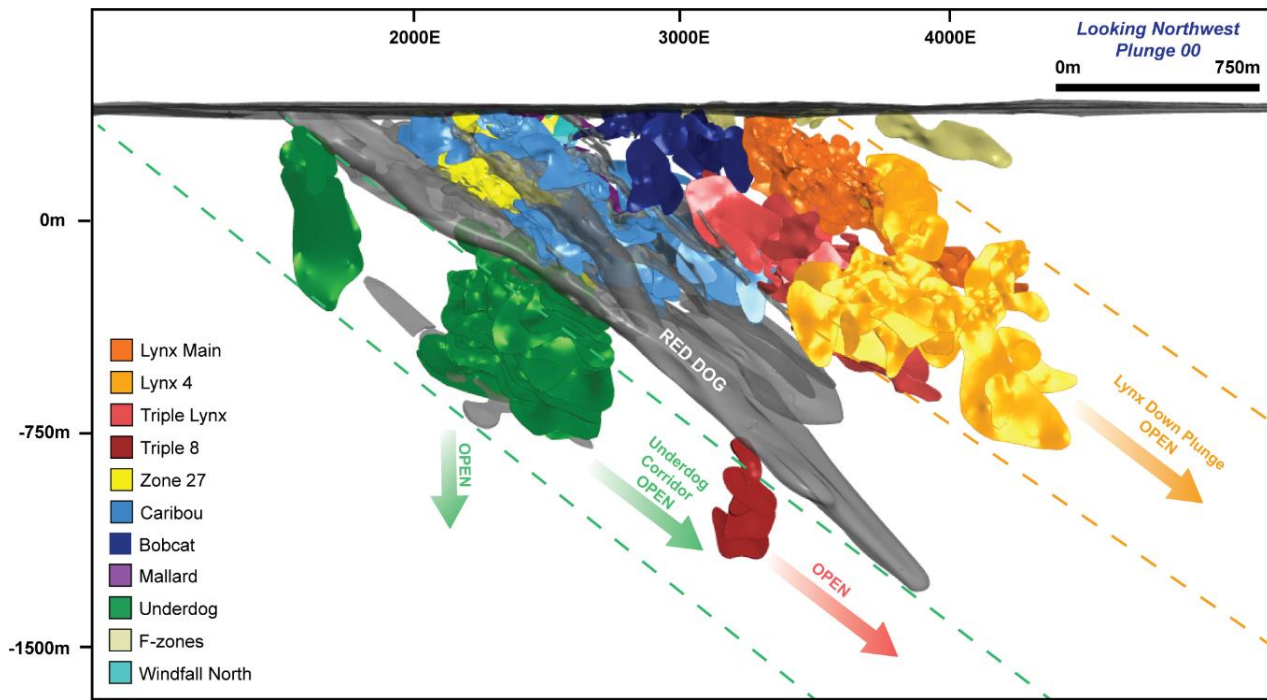 2000E
3000E
4000E
Looking Northwest
Plunge 00
0m
750m
0m
-750m
-1500m
RED DOG
Lynx Main
Lynx 4
Triple Lynx
Triple 8
Zone 27
Caribou
Bobcat
Mallard
Underdog
F-zones
Windfall North
OPEN
Underdog
Corridor
OPEN
OPEN
Lynx Down Plunge
OPEN